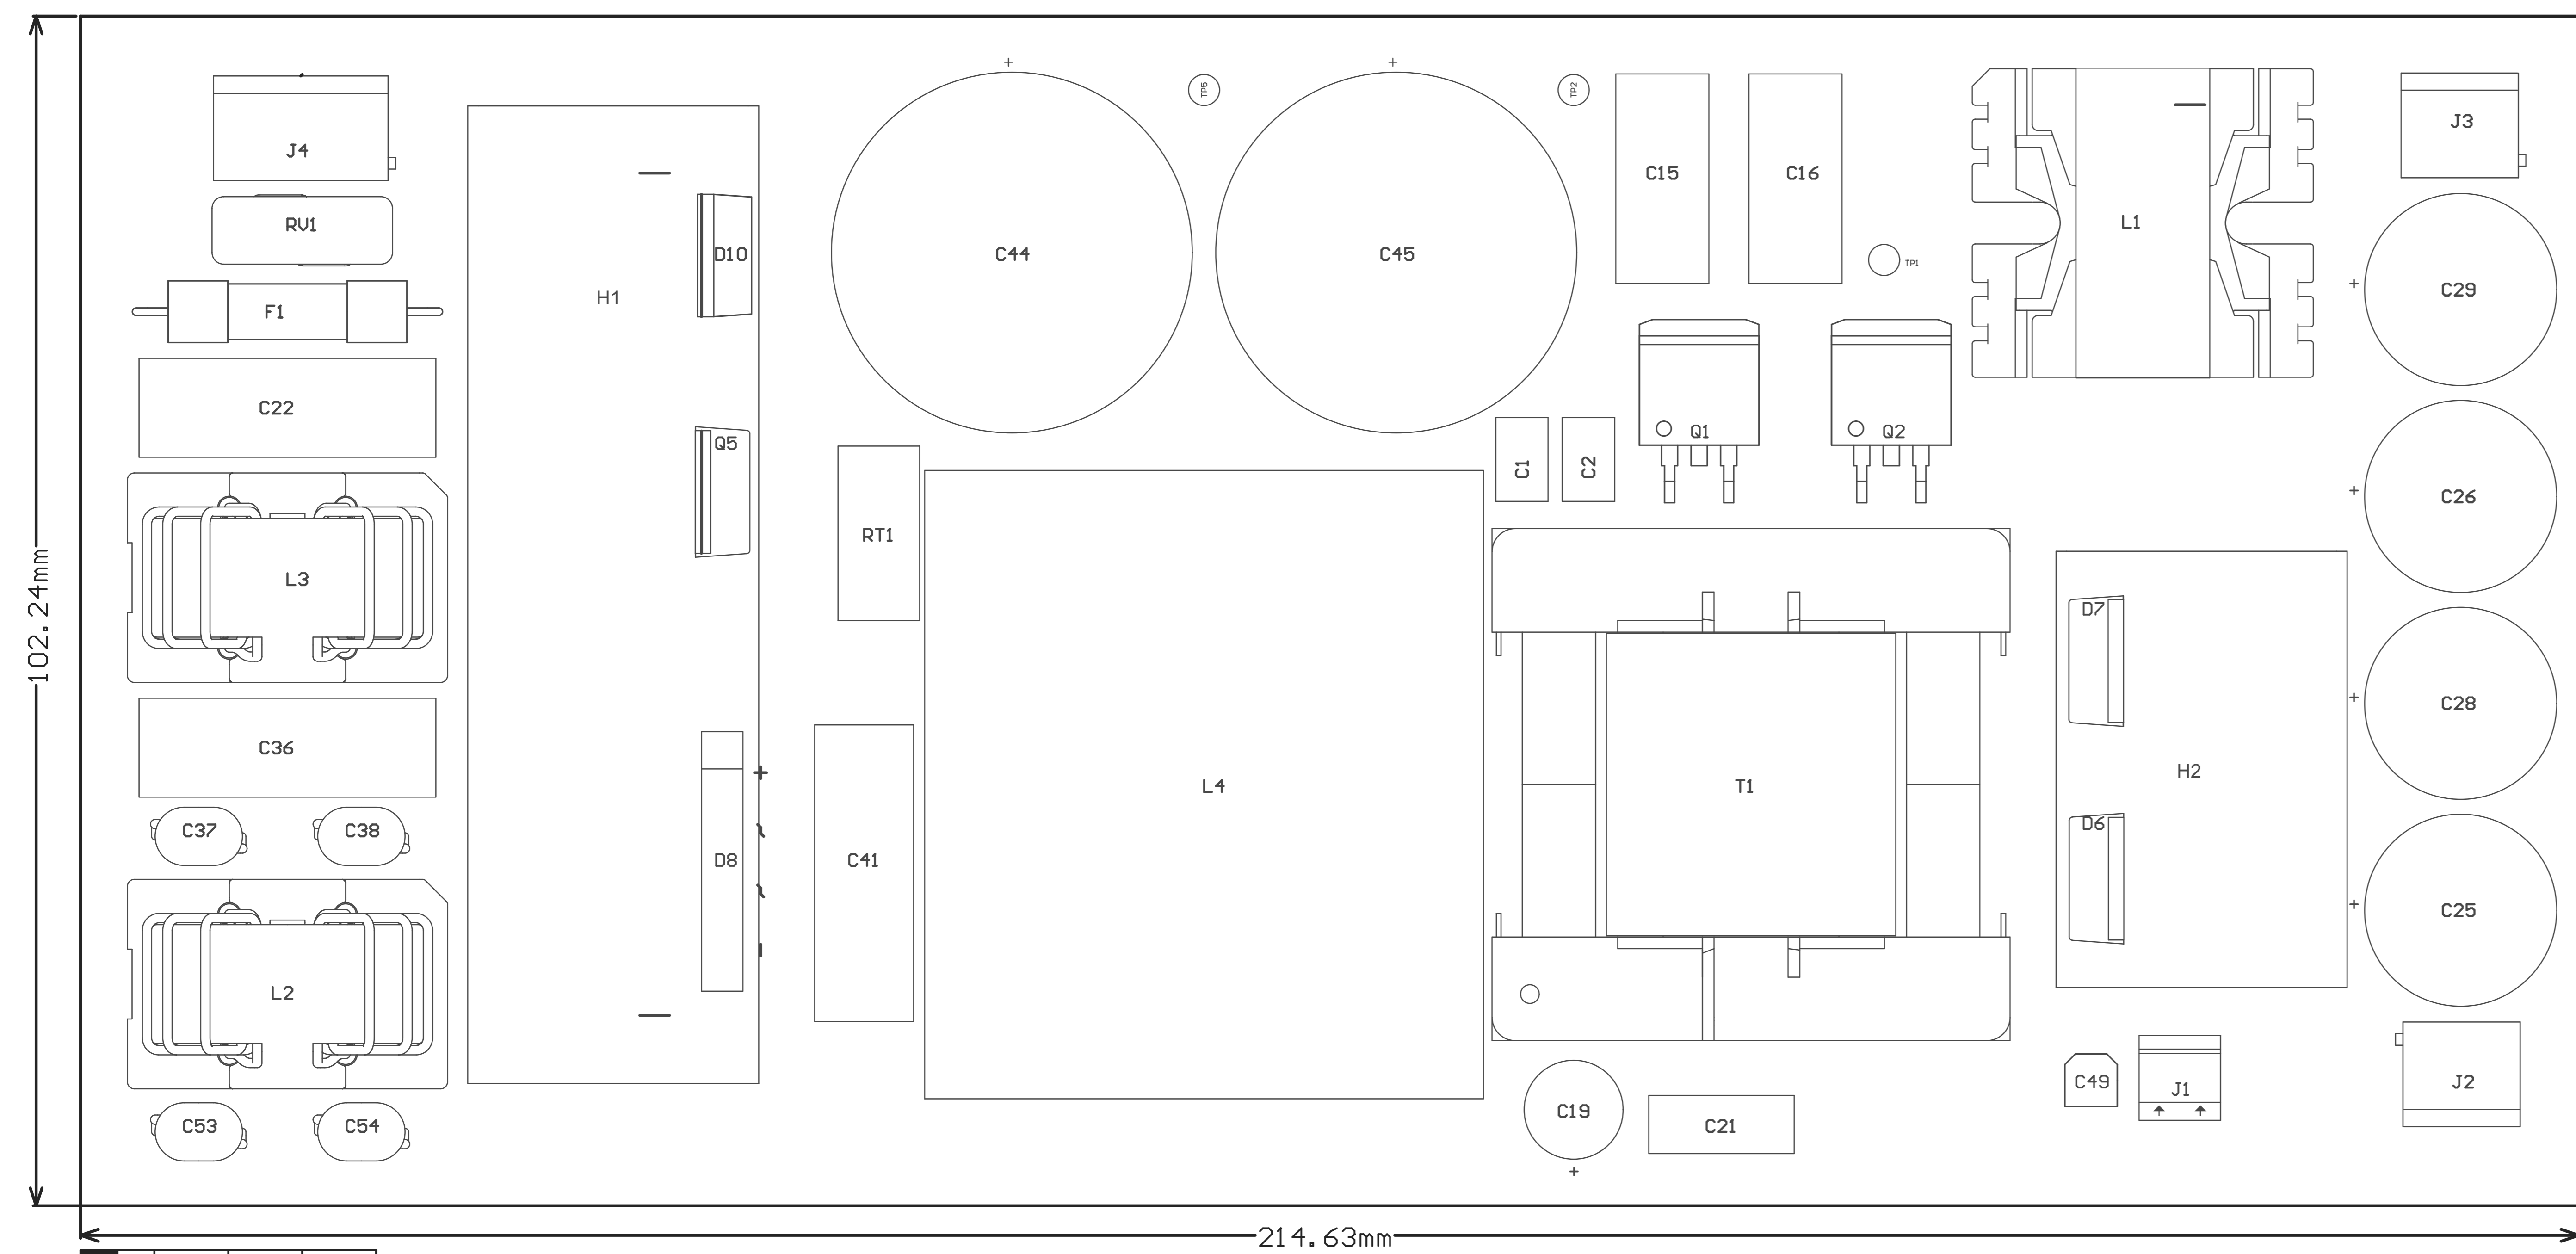 J4
RV1
F1
C22
L3
C36
C37 C38
L2
C53 C54
H1
D10
Q5
D8
+
C44
+
C45
+
TP5
TP2
C15 C16
TP1
Q1 Q2
C1 C2
RT1
C41
L4
T1
C19
+
C21
L1
J3
C29
+
C26
+
C28
+
C25
+
D7
H2
D6
C49
J1
J2
102.24mm
214.63mm